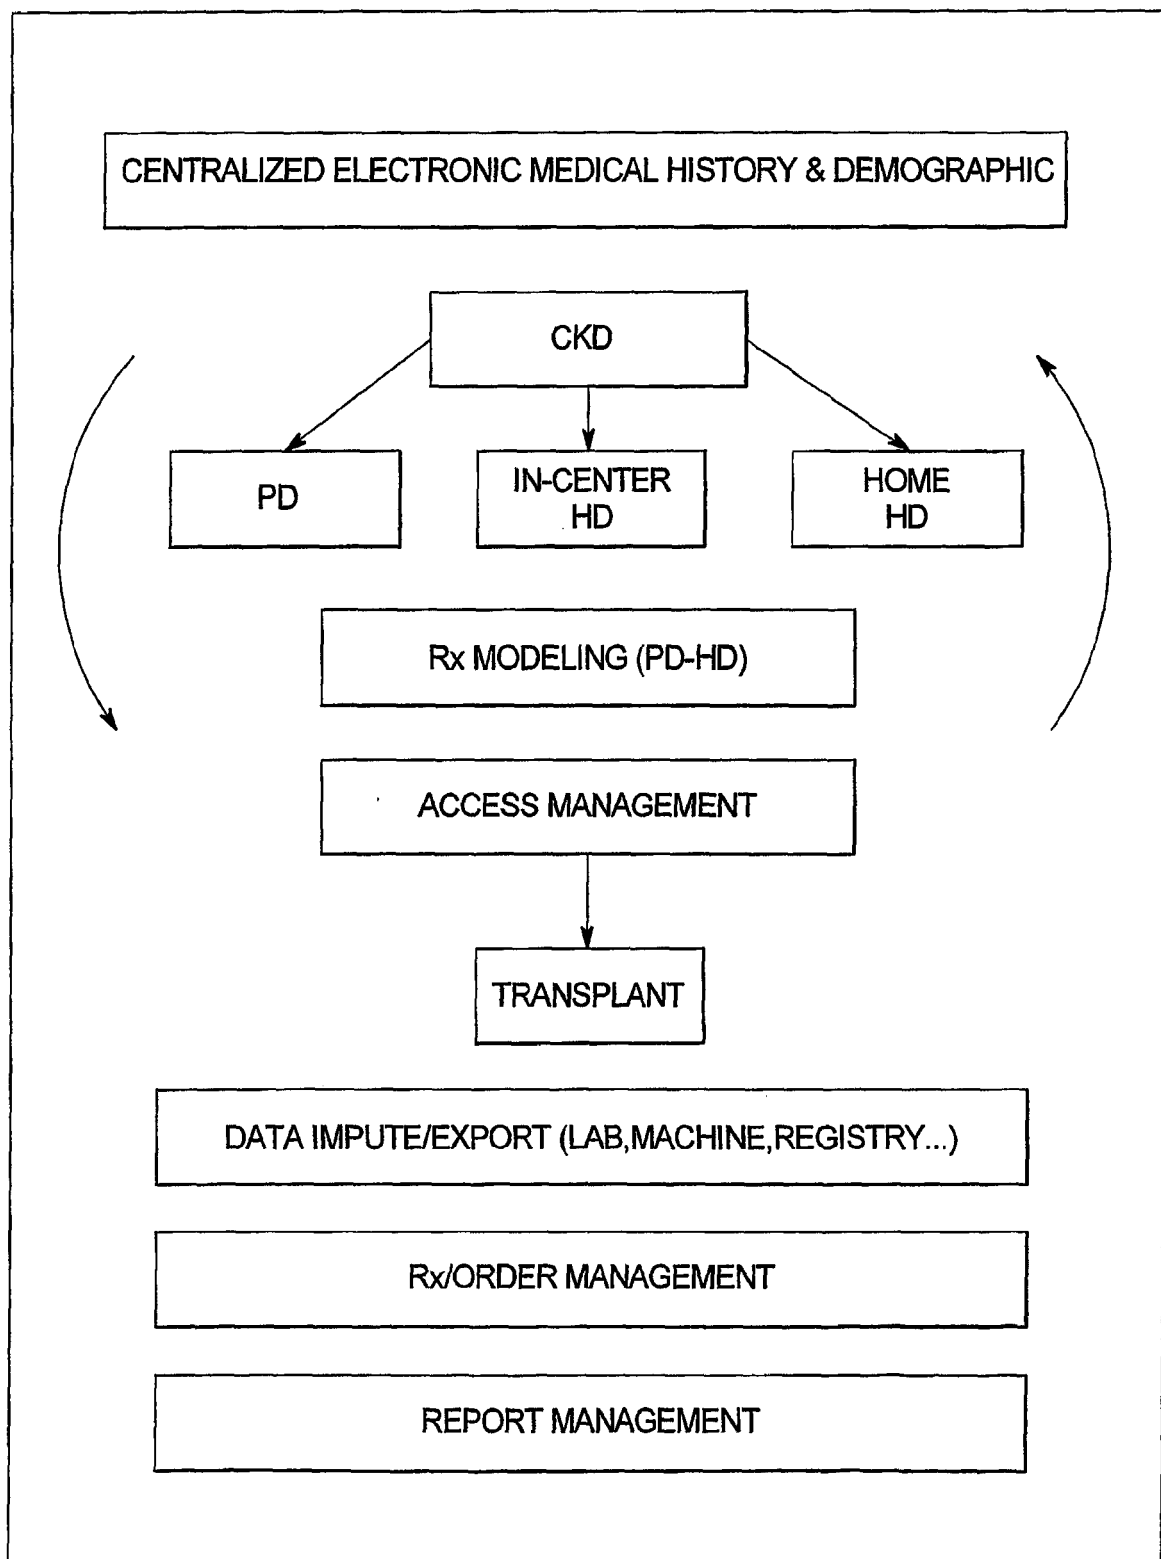 CENTRALIZED ELECTRONIC MEDICAL HISTORY & DEMOGRAPHIC
CKD
PD
IN-CENTER
HD
HOME
HD
Rx MODELING (PD-HD)
ACCESS MANAGEMENT
TRANSPLANT
DATA IMPUTE/EXPORT (LAB,MACHINE,REGISTRY...)
Rx/ORDER MANAGEMENT
REPORT MANAGEMENT